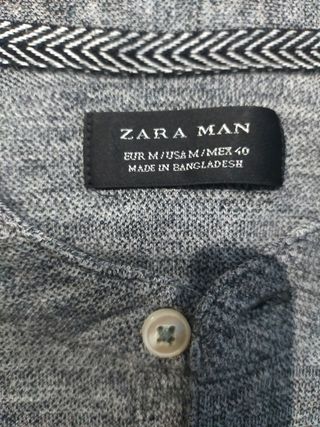 ZARA MAN
EUR M / USA M / MEX 40
MADE IN BANGLADESH